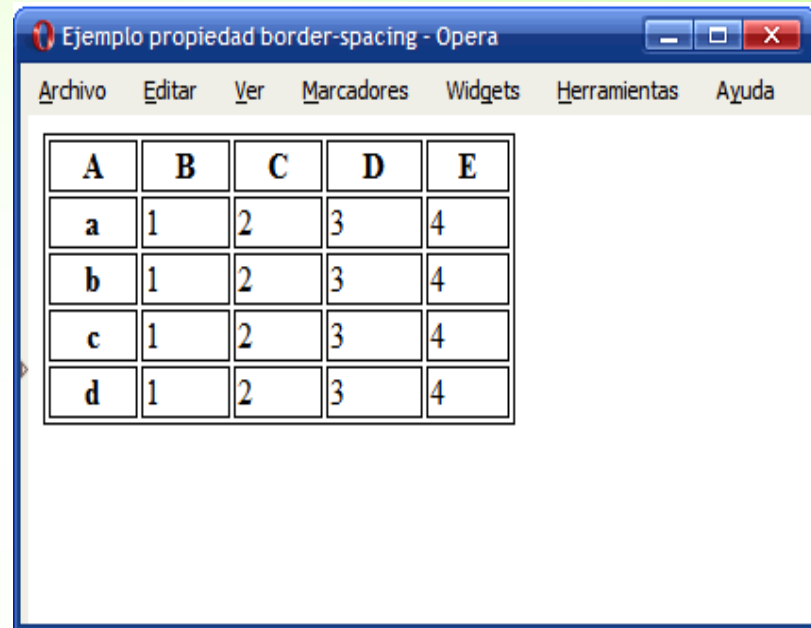 Ejemplo propiedad border-spacing - Opera
Archivo Editar Ver Marcadores Widgets Herramientas Ayuda
A B C D E
a 1 2 3 4
b 1 2 3 4
c 1 2 3 4
d 1 2 3 4